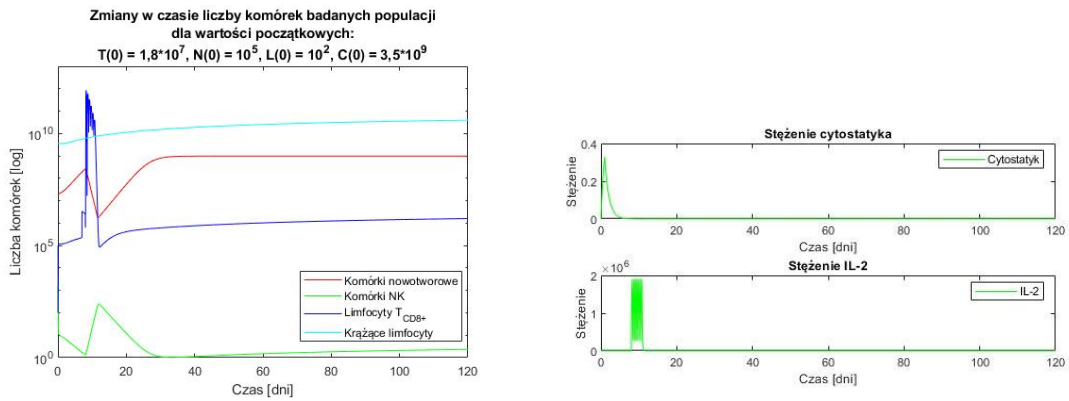 Zmiany w czasie liczby komórek badanych populacji
dla wartości początkowych:
T(0) = 1,8*10^7, N(0) = 10^5, L(0) = 10^2, C(0) = 3,5*10^9
Liczba komórek [log]
10^10
10^5
10^0
0 20 40 60 80 100 120
Czas [dni]
Komórki nowotworowe
Komórki NK
Limfocyty T_CD8+
Krążące limfocyty
Stężenie cytostatyka
Stężenie
0.4
0.2
0
0 20 40 60 80 100 120
Czas [dni]
Cytostatyk
Stężenie IL-2
×10^6
Stężenie
2
1
0
0 20 40 60 80 100 120
Czas [dni]
IL-2